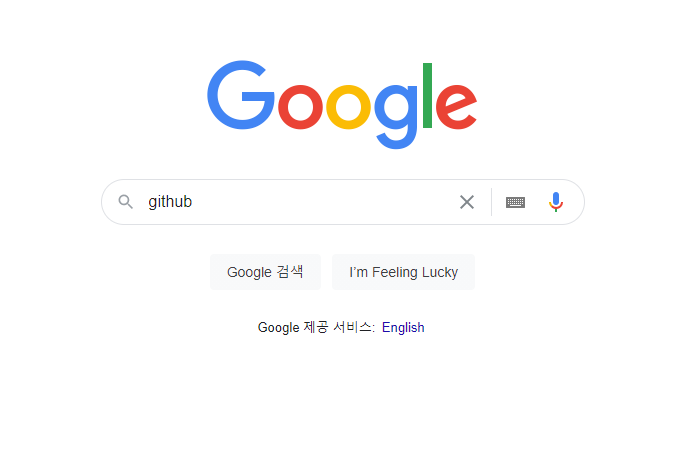 Google
github
Google 검색
I'm Feeling Lucky
Google 제공 서비스: English